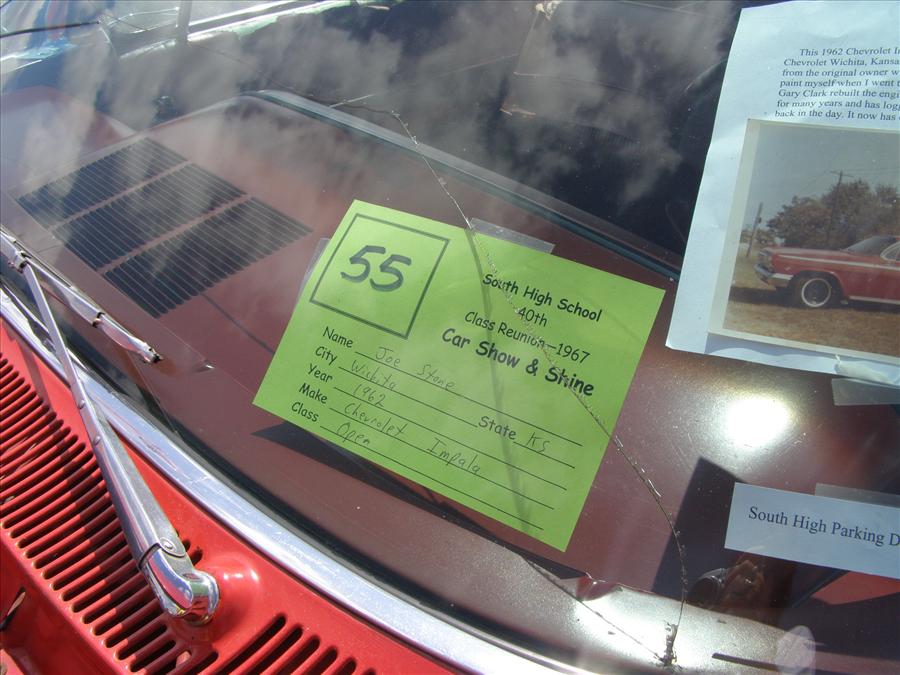 55
South High School
40th
Class Reunion-1967
Car Show & Shine
Name Joe Stone
City Wichita State KS
Year 1962
Make Chevrolet Impala
Class Open
This 1962 Chevrolet
Chevrolet Wichita,
from the original owner
paint myself when I went
Gary Clark rebuilt the
for many years and has
back in the day. It now has
South High Parking